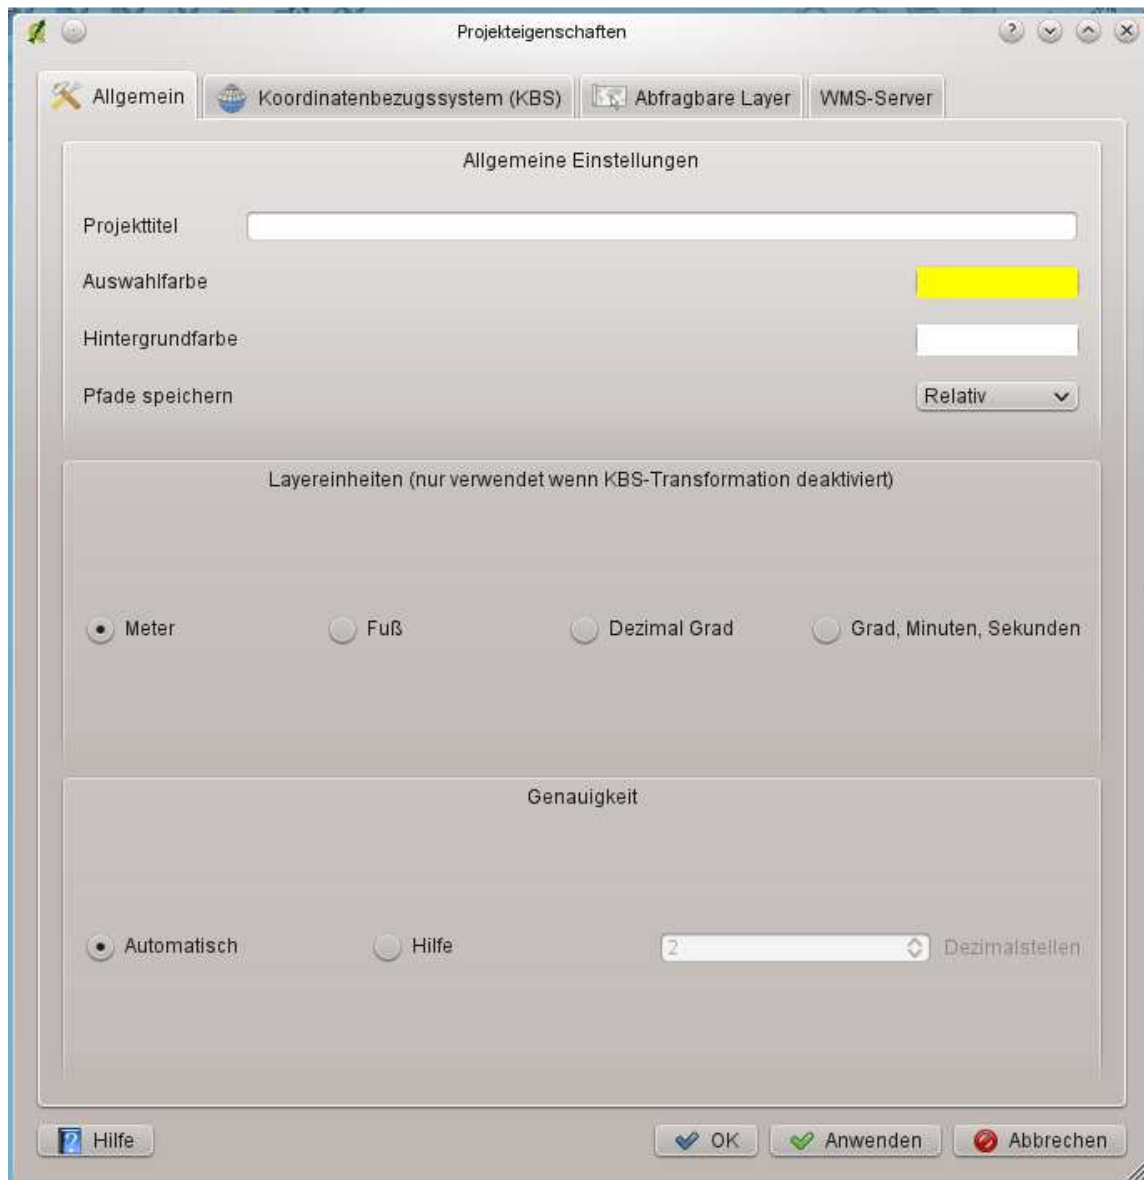 Projekteigenschaften
Allgemein Koordinatenbezugssystem (KBS) Abfragbare Layer WMS-Server
Allgemeine Einstellungen
Projekttitel
Auswahlfarbe
Hintergrundfarbe
Pfade speichern Relativ
Layereinheiten (nur verwendet wenn KBS-Transformation deaktiviert)
Meter Fuß Dezimal Grad Grad, Minuten, Sekunden
Genauigkeit
Automatisch Hilfe 2 Dezimalstellen
Hilfe OK Anwenden Abbrechen